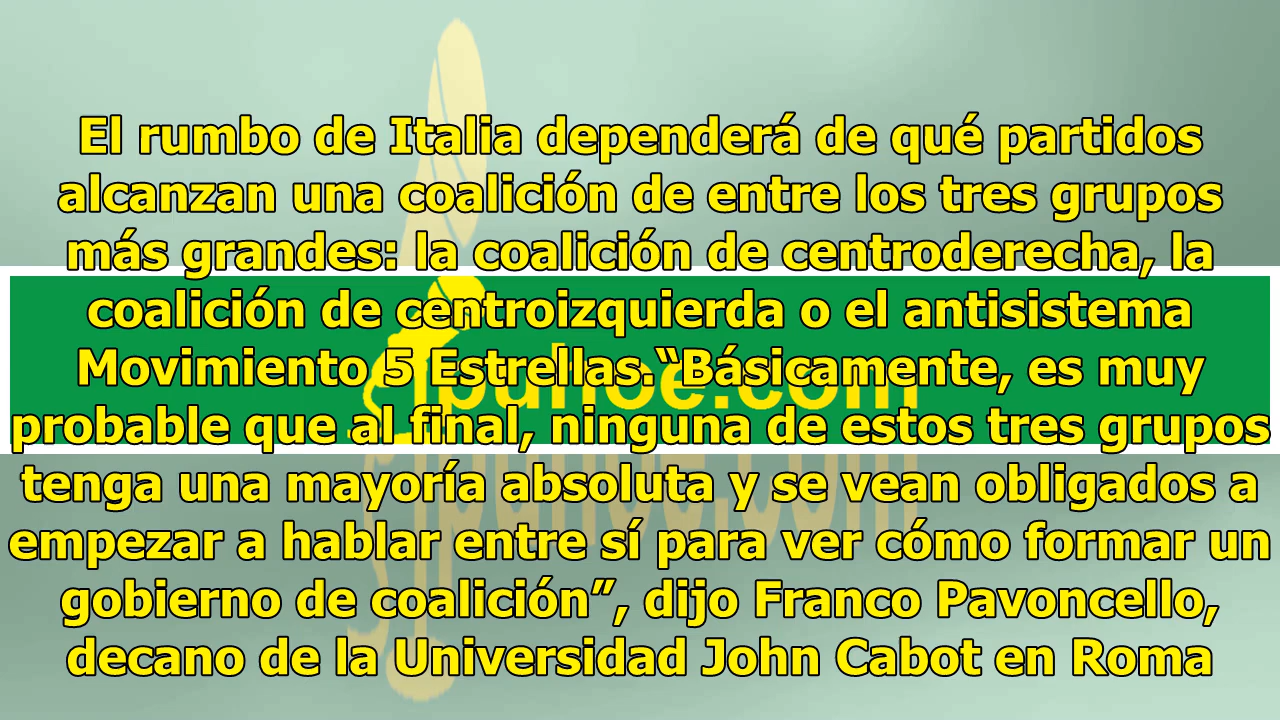 El rumbo de Italia dependerá de qué partidos
alcanzan una coalición de entre los tres grupos
más grandes: la coalición de centroderecha, la
coalición de centroizquierda o el antisistema
Movimiento 5 Estrellas. “Básicamente, es muy
probable que al final, ninguna de estos tres grupos
tenga una mayoría absoluta y se vean obligados a
empezar a hablar entre sí para ver cómo formar un
gobierno de coalición”, dijo Franco Pavoncello,
decano de la Universidad John Cabot en Roma